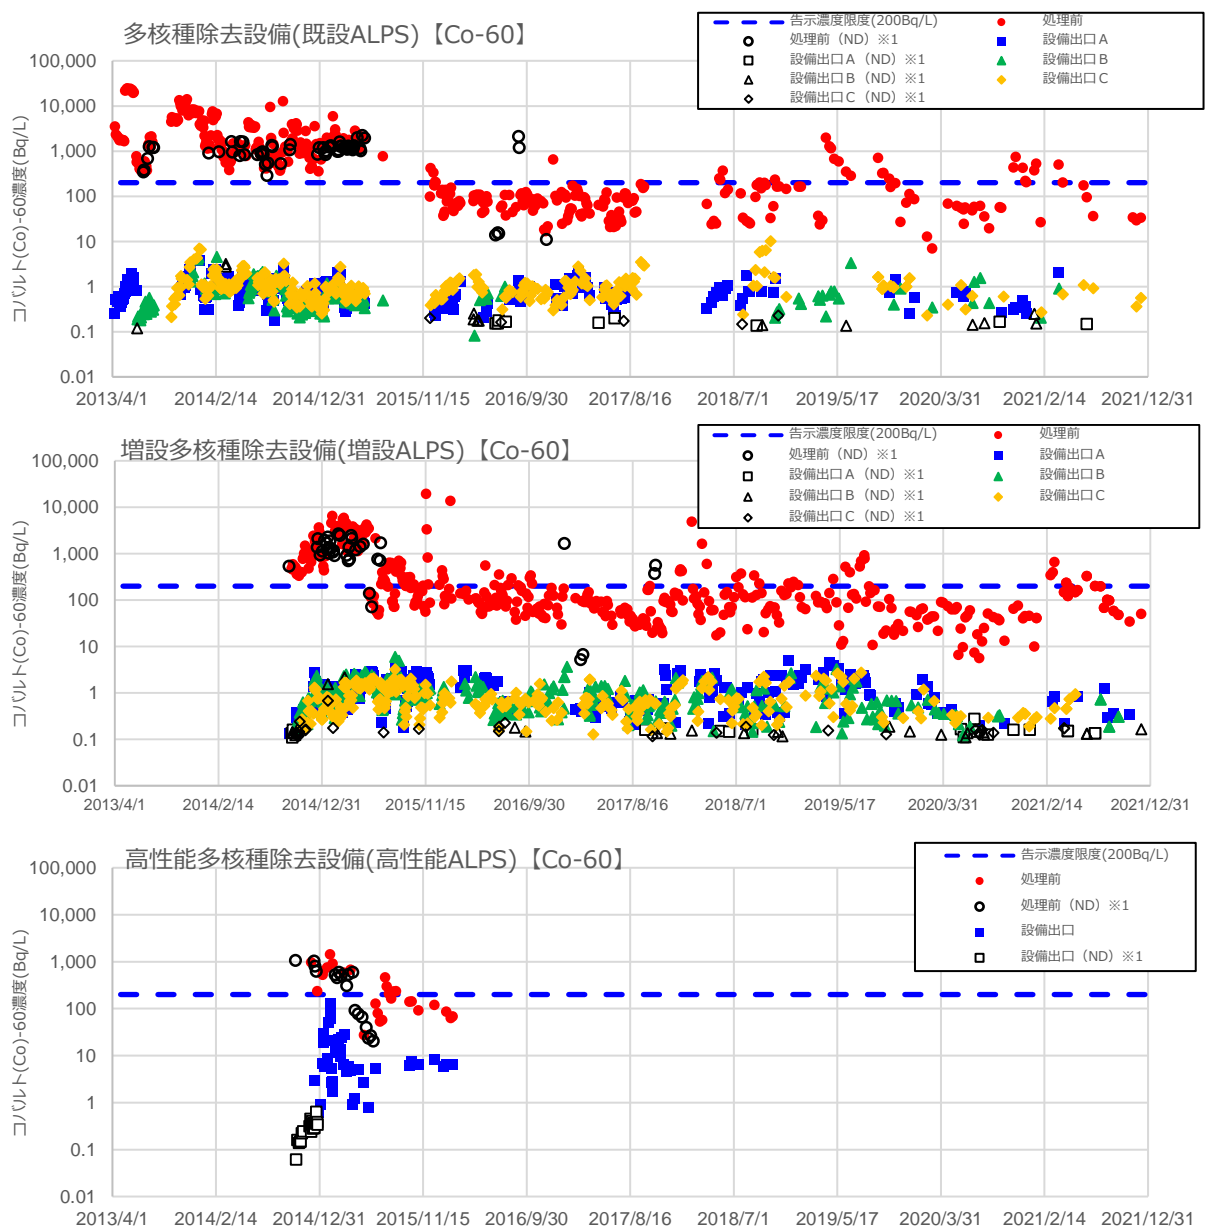 多核種除去設備(既設ALPS)【Co-60】
告示濃度限度(200Bq/L)
処理前
処理前（ND）※1
設備出口A
設備出口A（ND）※1
設備出口B
設備出口B（ND）※1
設備出口C
設備出口C（ND）※1
コバルト(Co)-60濃度(Bq/L)
100,000
10,000
1,000
100
10
1
0.1
0.01
2013/4/1 2014/2/14 2014/12/31 2015/11/15 2016/9/30 2017/8/16 2018/7/1 2019/5/17 2020/3/31 2021/2/14 2021/12/31
増設多核種除去設備(増設ALPS)【Co-60】
告示濃度限度(200Bq/L)
処理前
処理前（ND）※1
設備出口A
設備出口A（ND）※1
設備出口B
設備出口B（ND）※1
設備出口C
設備出口C（ND）※1
コバルト(Co)-60濃度(Bq/L)
100,000
10,000
1,000
100
10
1
0.1
0.01
2013/4/1 2014/2/14 2014/12/31 2015/11/15 2016/9/30 2017/8/16 2018/7/1 2019/5/17 2020/3/31 2021/2/14 2021/12/31
高性能多核種除去設備(高性能ALPS)【Co-60】
告示濃度限度(200Bq/L)
処理前
処理前（ND）※1
設備出口
設備出口（ND）※1
コバルト(Co)-60濃度(Bq/L)
100,000
10,000
1,000
100
10
1
0.1
0.01
2013/4/1 2014/2/14 2014/12/31 2015/11/15 2016/9/30 2017/8/16 2018/7/1 2019/5/17 2020/3/31 2021/2/14 2021/12/31